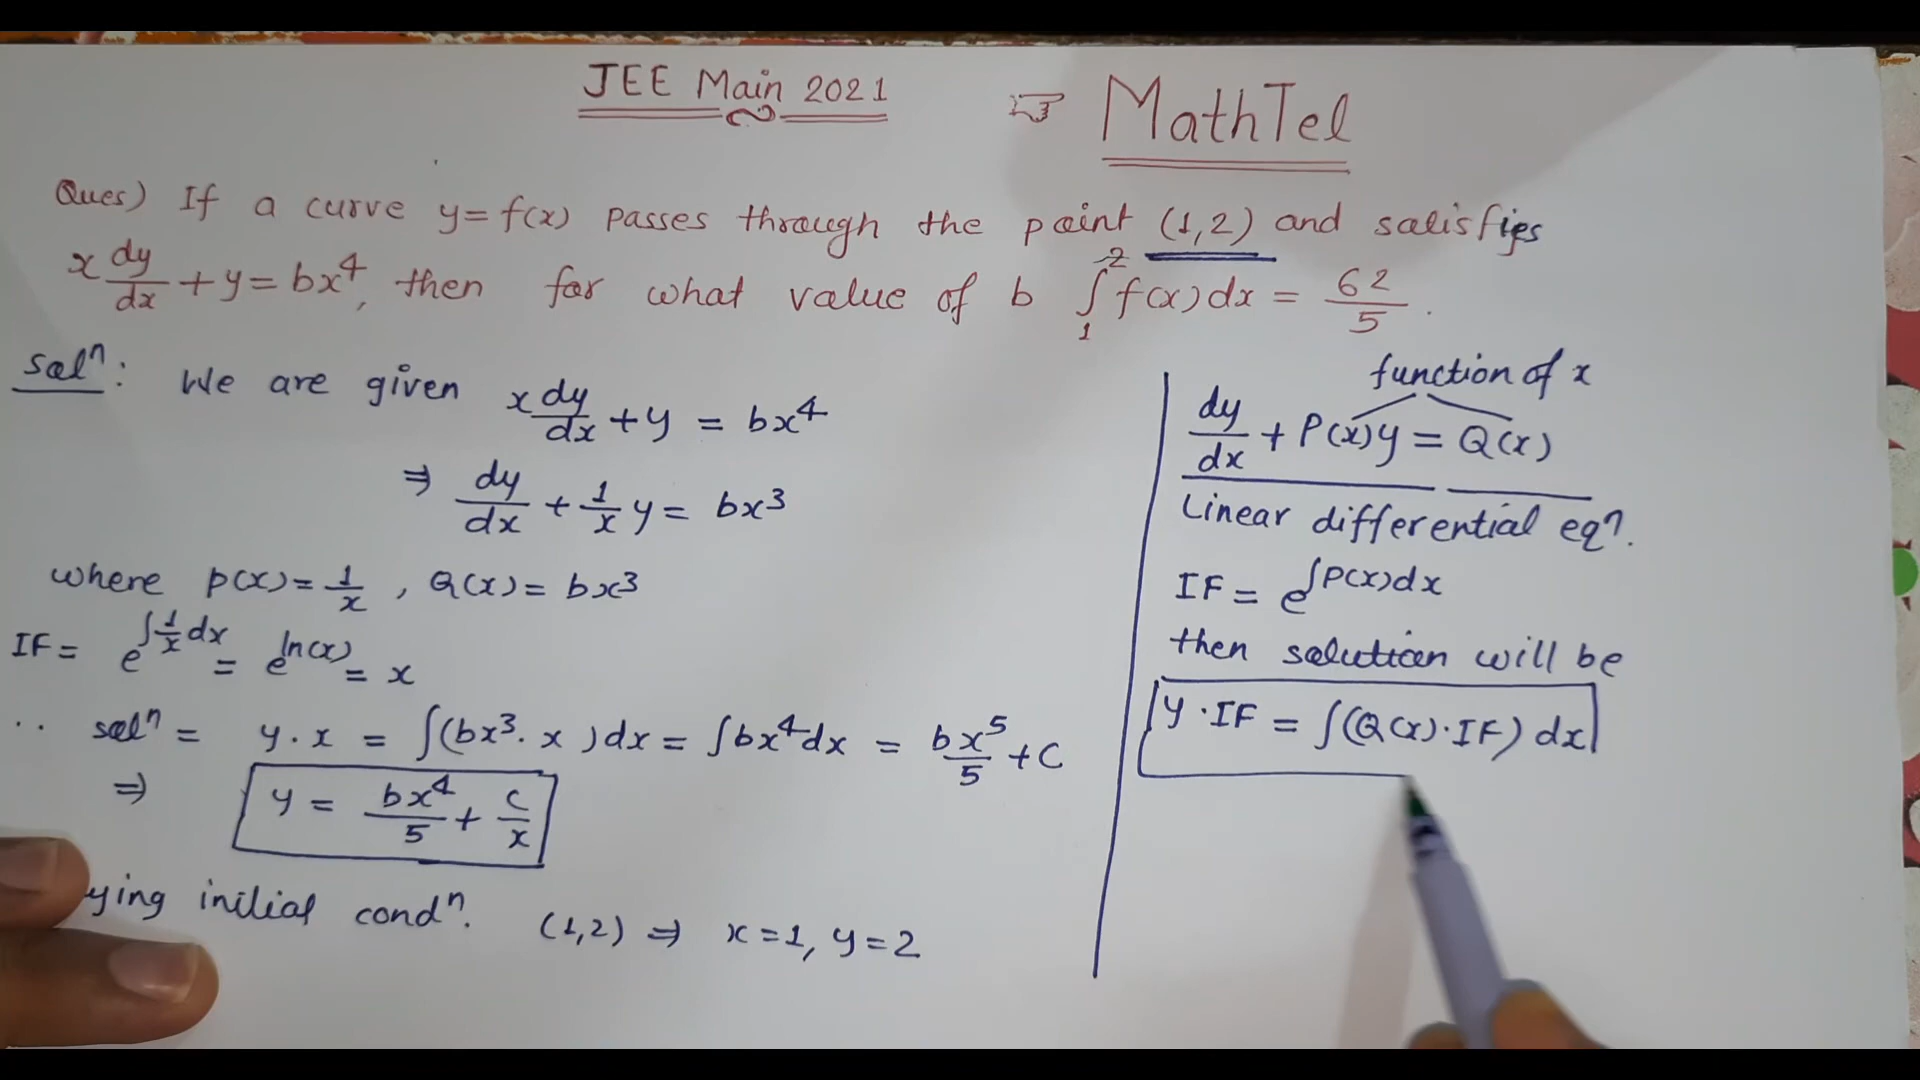 JEE Main 2021
☞ MathTel
Ques) If a curve y = f(x) passes through the point (1,2) and satisfies
x dy/dx + y = bx⁴, then for what value of b ∫₁² f(x) dx = 62/5.
Solⁿ: We are given x dy/dx + y = bx⁴
⇒ dy/dx + 1/x y = bx³
where P(x) = 1/x , Q(x) = bx³
IF = e^∫1/x dx = e^ln(x) = x
∴ solⁿ = y·x = ∫(bx³·x)dx = ∫bx⁴dx = bx⁵/5 + C
⇒ y = bx⁴/5 + C/x
ying initial condⁿ. (1,2) ⇒ x=1, y=2
function of x
dy/dx + P(x)y = Q(x)
Linear differential eqⁿ.
IF = e^∫P(x)dx
then solution will be
y·IF = ∫(Q(x)·IF) dx